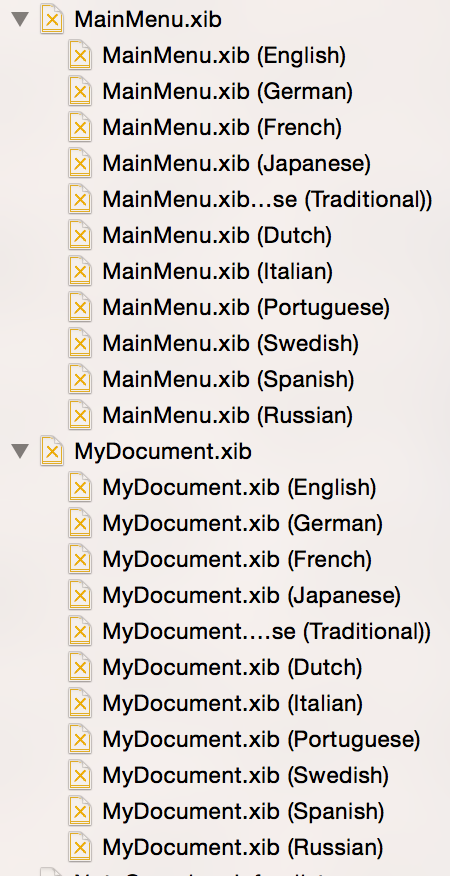 MainMenu.xib
MainMenu.xib (English)
MainMenu.xib (German)
MainMenu.xib (French)
MainMenu.xib (Japanese)
MainMenu.xib…se (Traditional))
MainMenu.xib (Dutch)
MainMenu.xib (Italian)
MainMenu.xib (Portuguese)
MainMenu.xib (Swedish)
MainMenu.xib (Spanish)
MainMenu.xib (Russian)
MyDocument.xib
MyDocument.xib (English)
MyDocument.xib (German)
MyDocument.xib (French)
MyDocument.xib (Japanese)
MyDocument.…se (Traditional))
MyDocument.xib (Dutch)
MyDocument.xib (Italian)
MyDocument.xib (Portuguese)
MyDocument.xib (Swedish)
MyDocument.xib (Spanish)
MyDocument.xib (Russian)